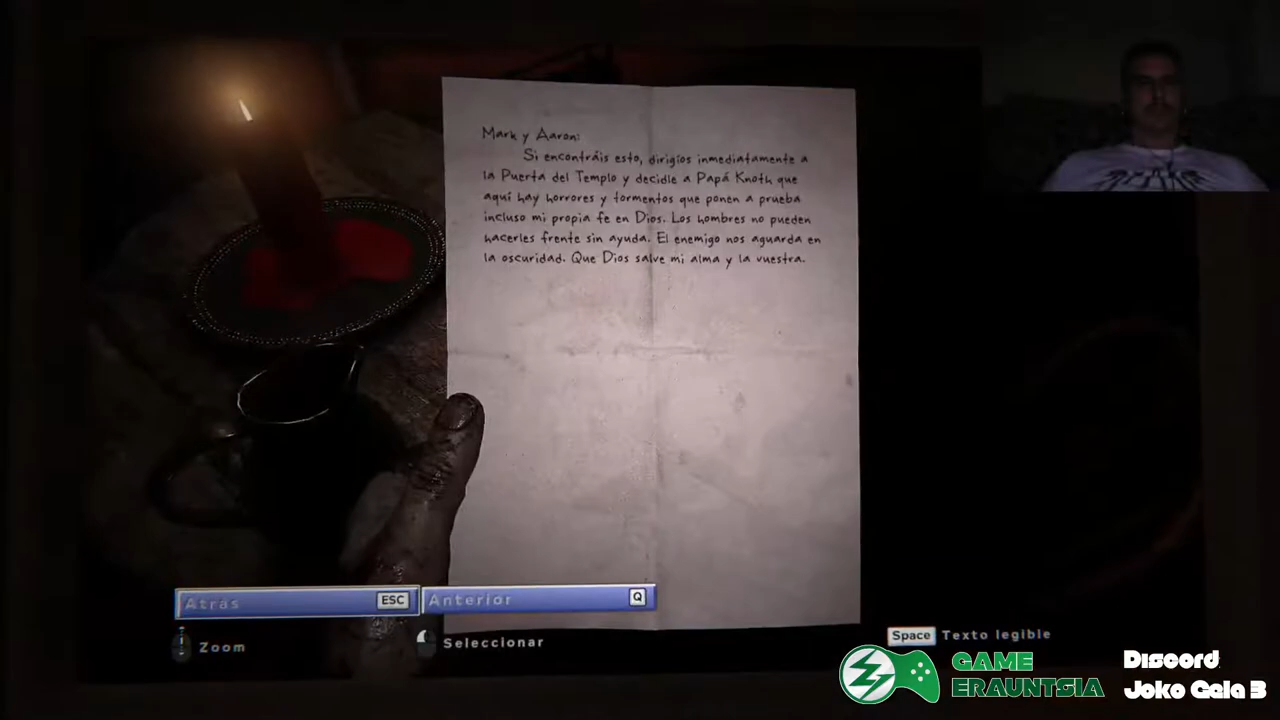 Mark y Aaron:
Si encontráis esto, dirigíos inmediatamente a
la Puerta del Templo y decidle a Papá Knoth que
aquí hay horrores y tormentos que ponen a prueba
incluso mi propia fe en Dios. Los hombres no pueden
hacerles frente sin ayuda. El enemigo nos aguarda en
la oscuridad. Que Dios salve mi alma y la vuestra.
Atrás ESC Anterior Q
Zoom Seleccionar
Space Texto legible
GAME
ERAUNTSIA
Discord
Joko Gela 3